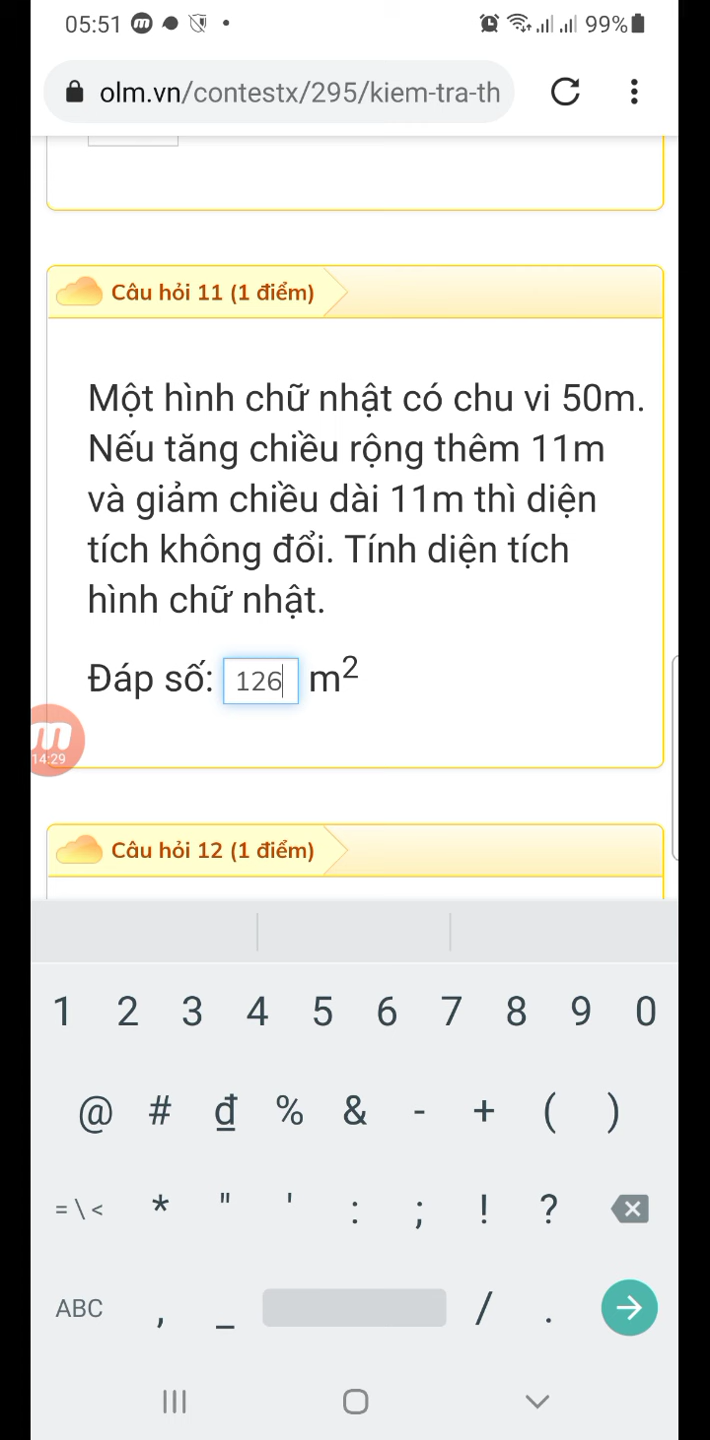 05:51
99%
olm.vn/contestx/295/kiem-tra-th
Câu hỏi 11 (1 điểm)
Một hình chữ nhật có chu vi 50m.
Nếu tăng chiều rộng thêm 11m
và giảm chiều dài 11m thì diện
tích không đổi. Tính diện tích
hình chữ nhật.
Đáp số: 126 m²
14:29
Câu hỏi 12 (1 điểm)
1 2 3 4 5 6 7 8 9 0
@ # đ % & - + ( )
= \ < * " ' : ; ! ?
ABC , _ / .